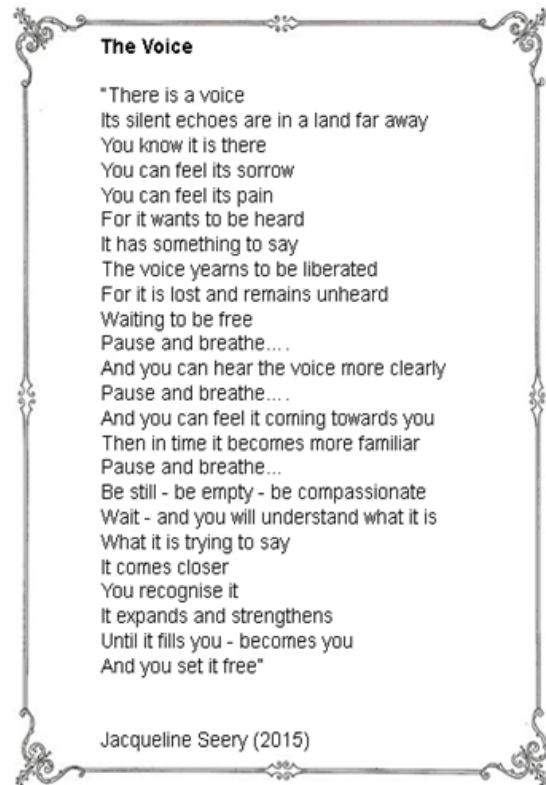 The Voice
"There is a voice
Its silent echoes are in a land far away
You know it is there
You can feel its sorrow
You can feel its pain
For it wants to be heard
It has something to say
The voice yearns to be liberated
For it is lost and remains unheard
Waiting to be free
Pause and breathe....
And you can hear the voice more clearly
Pause and breathe....
And you can feel it coming towards you
Then in time it becomes more familiar
Pause and breathe...
Be still - be empty - be compassionate
Wait - and you will understand what it is
What it is trying to say
It comes closer
You recognise it
It expands and strengthens
Until it fills you - becomes you
And you set it free"
Jacqueline Seery (2015)